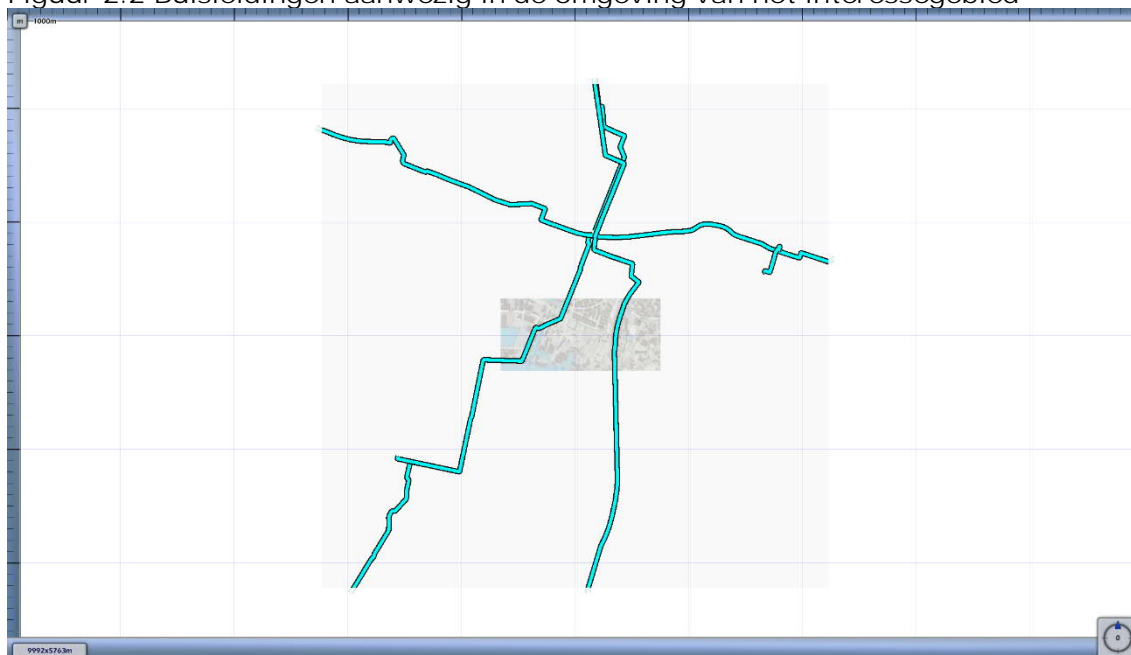 Figuur 2.2 Buisleidingen aanwezig in de omgeving van het interessegebied
m 1000m
0
9992x5763m